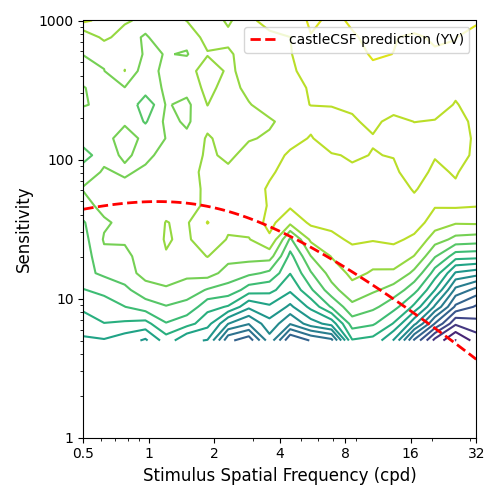 1000
castleCSF prediction (YV)
100
Sensitivity
10
1
0.5 1 2 4 8 16 32
Stimulus Spatial Frequency (cpd)